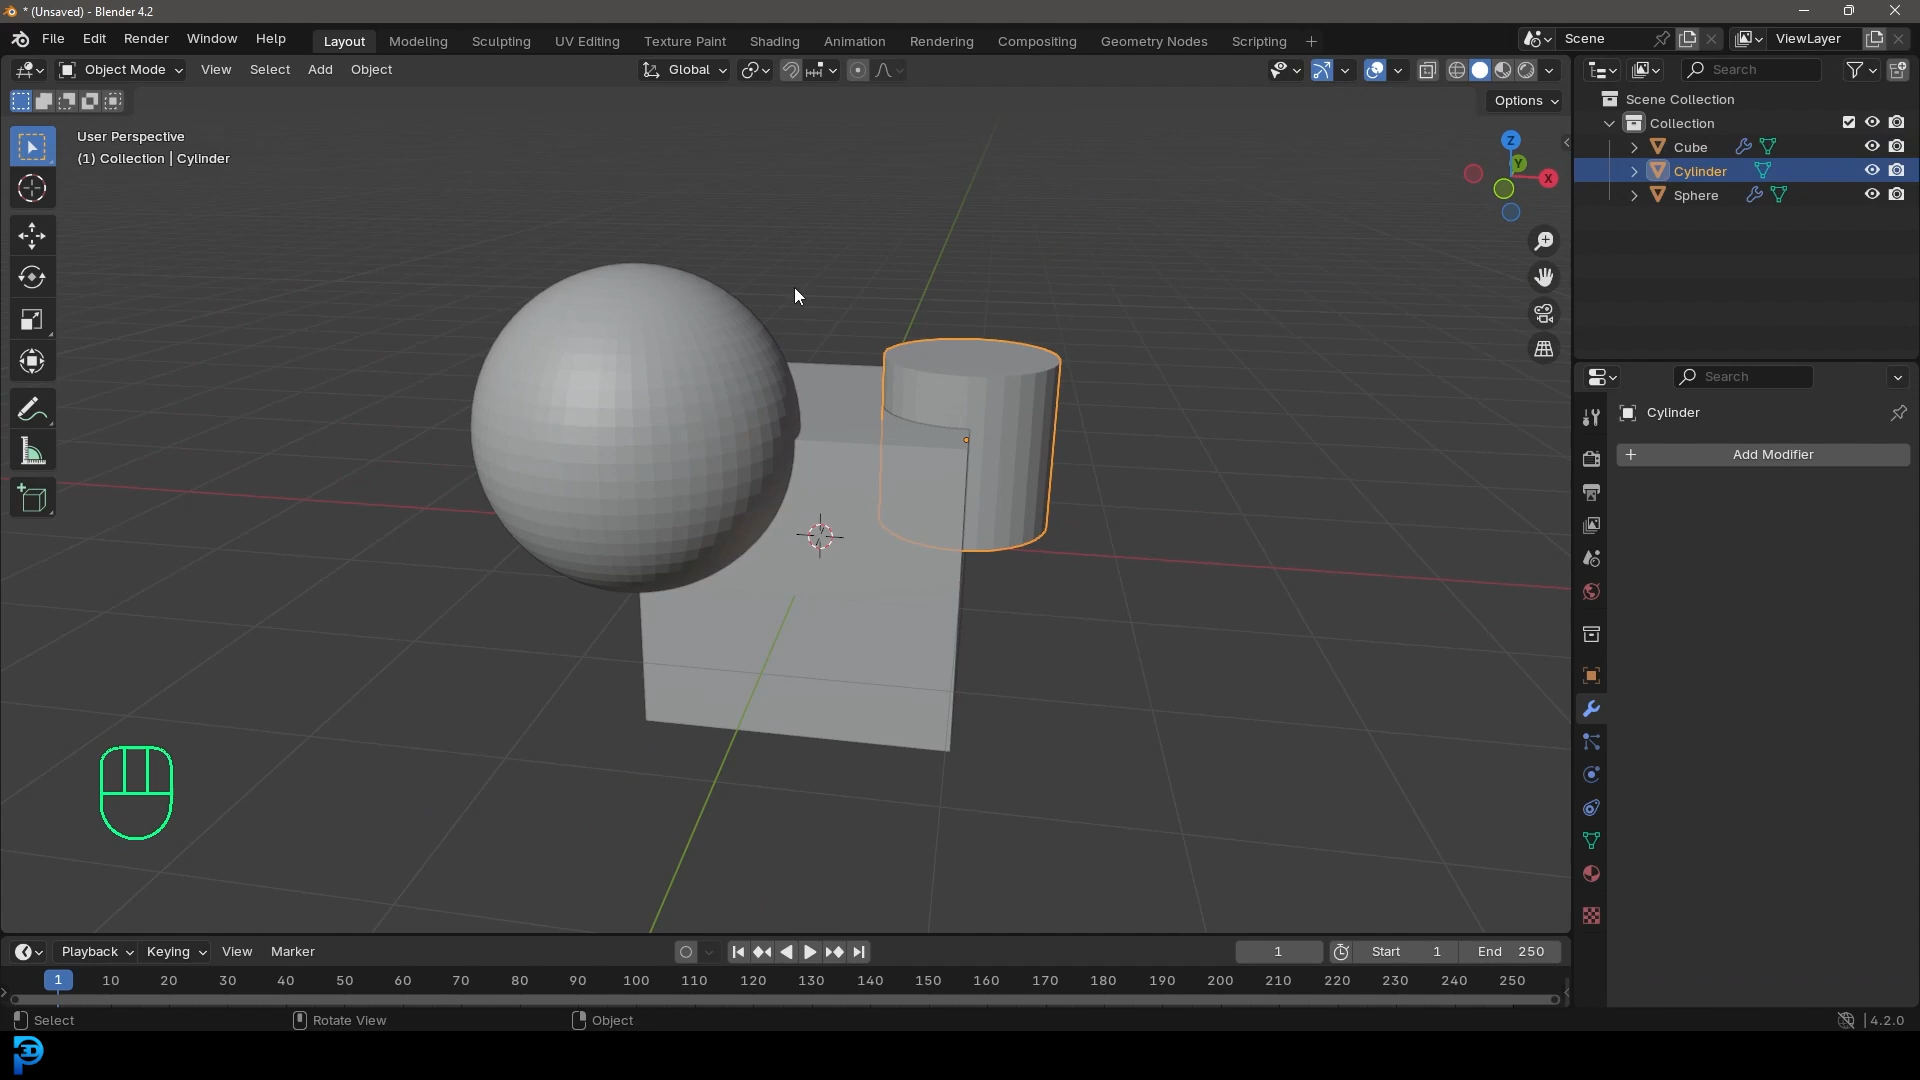 * (Unsaved) - Blender 4.2
File Edit Render Window Help Layout Modeling Sculpting UV Editing Texture Paint Shading Animation Rendering Compositing Geometry Nodes Scripting + Scene ViewLayer
Object Mode View Select Add Object Global Search
Options
User Perspective
(1) Collection | Cylinder
Z
Y
X
Scene Collection
Collection
Cube
Cylinder
Sphere
Search
Cylinder
+ Add Modifier
Playback Keying View Marker 1 Start 1 End 250
1 10 20 30 40 50 60 70 80 90 100 110 120 130 140 150 160 170 180 190 200 210 220 230 240 250
Select Rotate View Object 4.2.0
3D